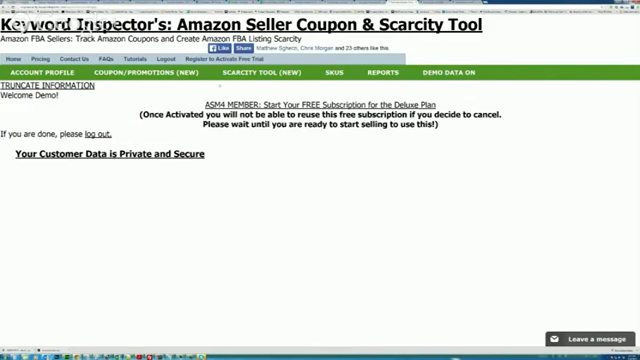 Keyword Inspector's: Amazon Seller Coupon & Scarcity Tool
Amazon FBA Sellers: Track Amazon Coupons and Create Amazon FBA Listing Scarcity
Like Share Matthew Sgherzi, Chris Morgan and 23 others like this
Home Pricing Contact Us FAQs Tutorials Logout Register to Activate Free Trial
ACCOUNT PROFILE COUPON/PROMOTIONS (NEW) SCARCITY TOOL (NEW) SKUS REPORTS DEMO DATA ON
TRUNCATE INFORMATION
Welcome Demo!
ASM4 MEMBER: Start Your FREE Subscription for the Deluxe Plan
(Once Activated you will not be able to reuse this free subscription if you decide to cancel.
Please wait until you are ready to start selling to use this!)
If you are done, please log out.
Your Customer Data is Private and Secure
Leave a message